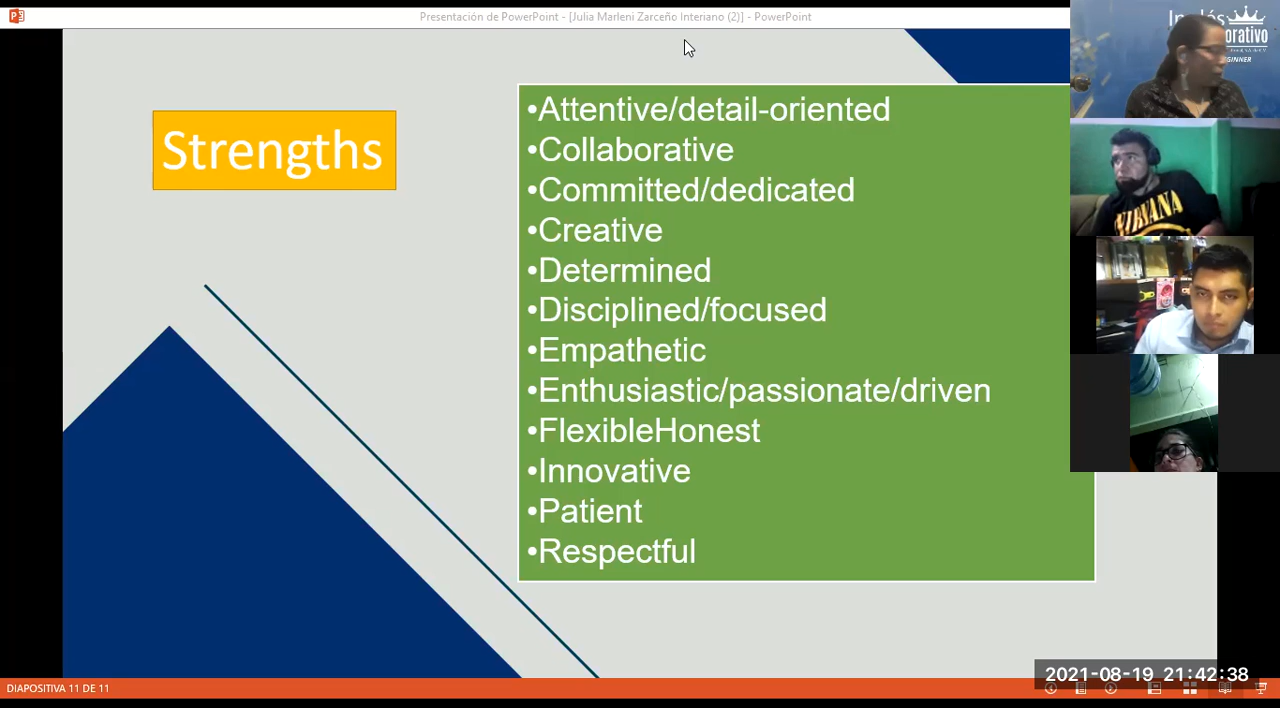 Presentación de PowerPoint - [Julia Marleni Zarceño Interiano (2)] - PowerPoint
Strengths
•Attentive/detail-oriented
•Collaborative
•Committed/dedicated
•Creative
•Determined
•Disciplined/focused
•Empathetic
•Enthusiastic/passionate/driven
•FlexibleHonest
•Innovative
•Patient
•Respectful
orativo
NIRVANA
2021-08-19 21:42:38
DIAPOSITIVA 11 DE 11